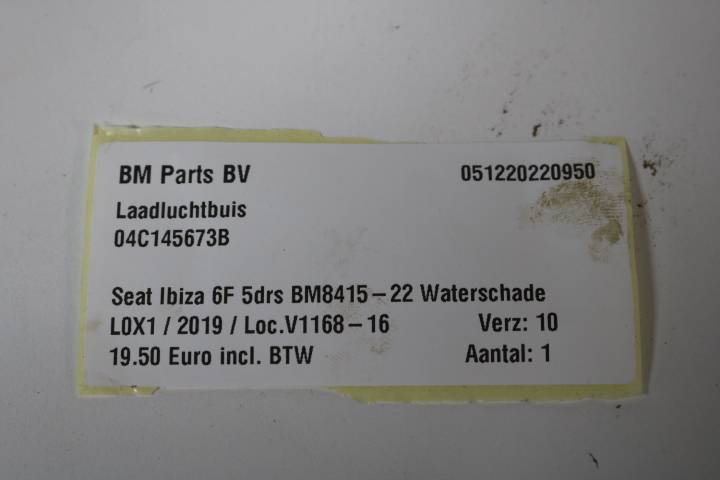 BM Parts BV 051220220950
Laadluchtbuis
04C145673B
Seat Ibiza 6F 5drs BM8415-22 Waterschade
L0X1 / 2019 / Loc.V1168-16 Verz: 10
19.50 Euro incl. BTW Aantal: 1